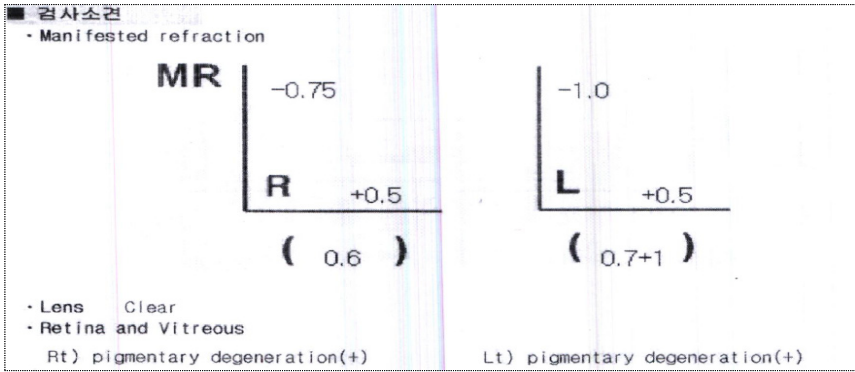 ■ 검사소견
· Manifested refraction
MR -0.75 -1.0
R +0.5 L +0.5
( 0.6 ) ( 0.7+1 )
· Lens Clear
· Retina and Vitreous
Rt) pigmentary degeneration(+) Lt) pigmentary degeneration(+)